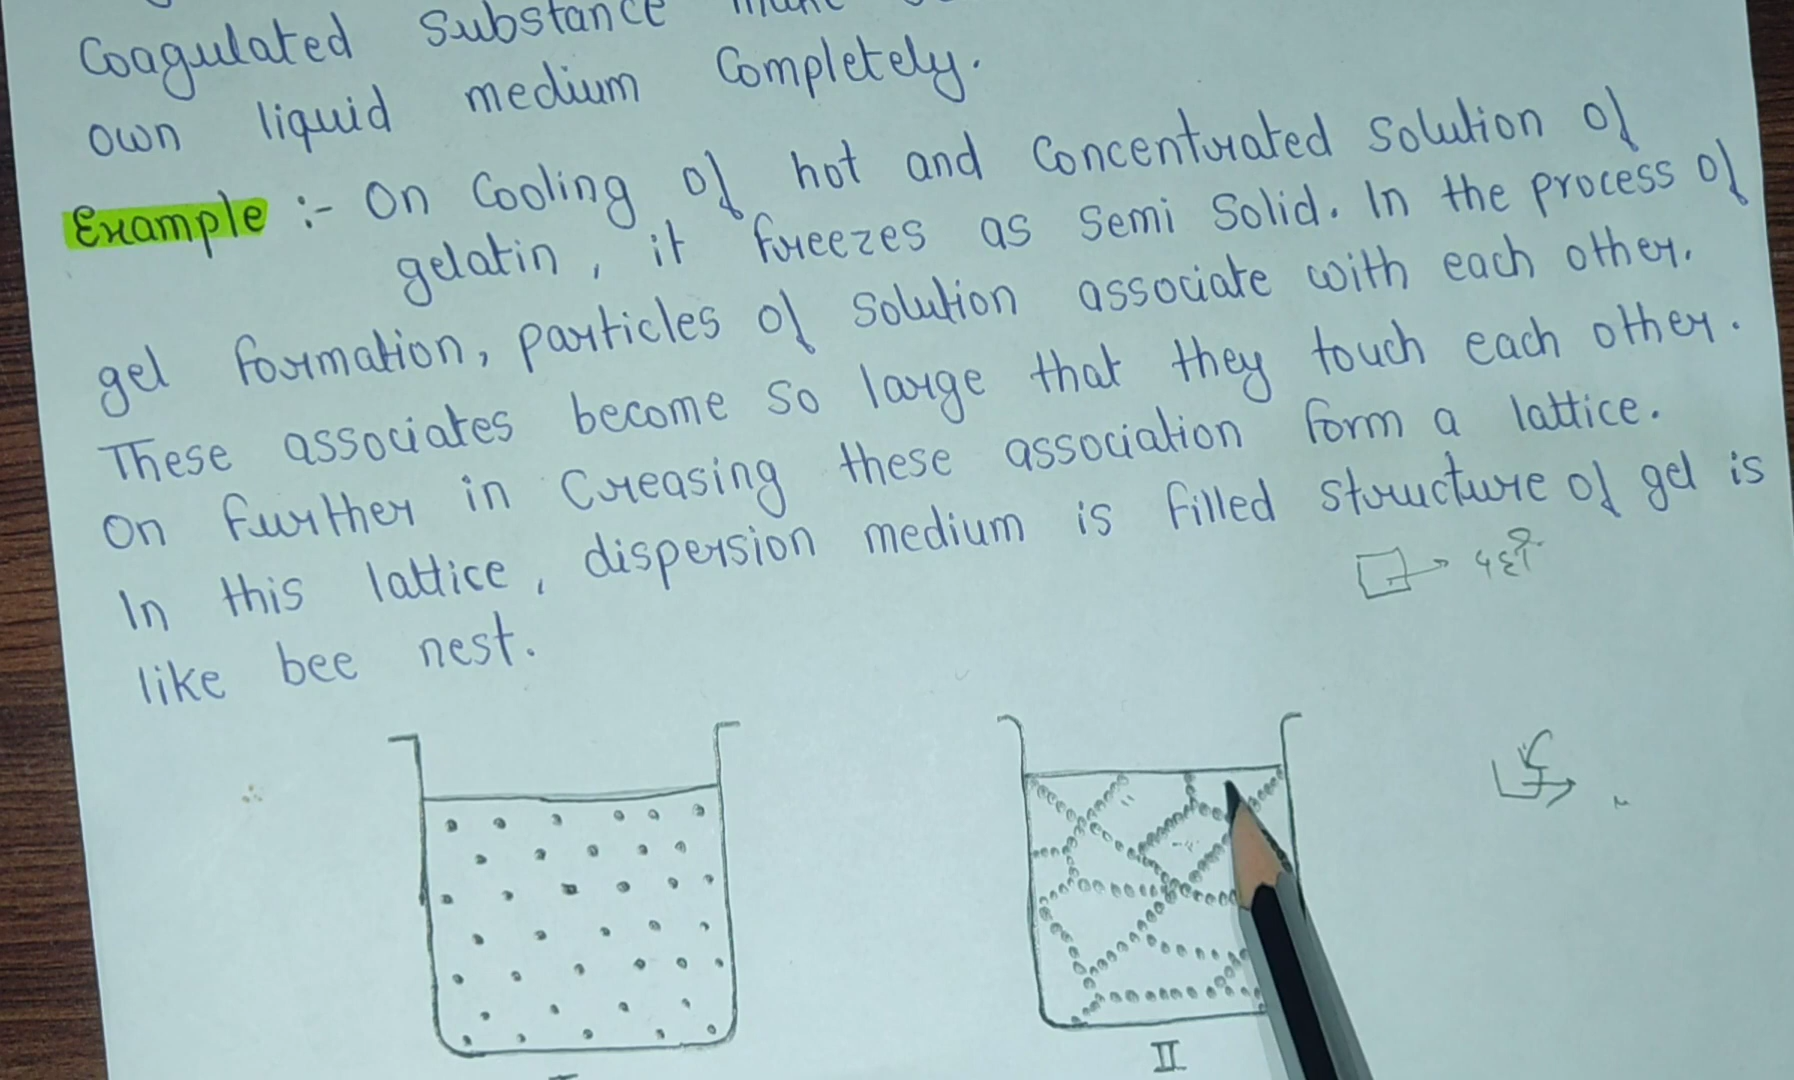 Coagulated substance
own liquid medium completely.
Example :- On cooling of hot and concentrated solution of
gelatin, it freezes as semi solid. In the process of
gel formation, particles of solution associate with each other.
These associates become so large that they touch each other.
On further in creasing these association form a lattice.
In this lattice, dispersion medium is filled structure of gel is
like bee nest.
II